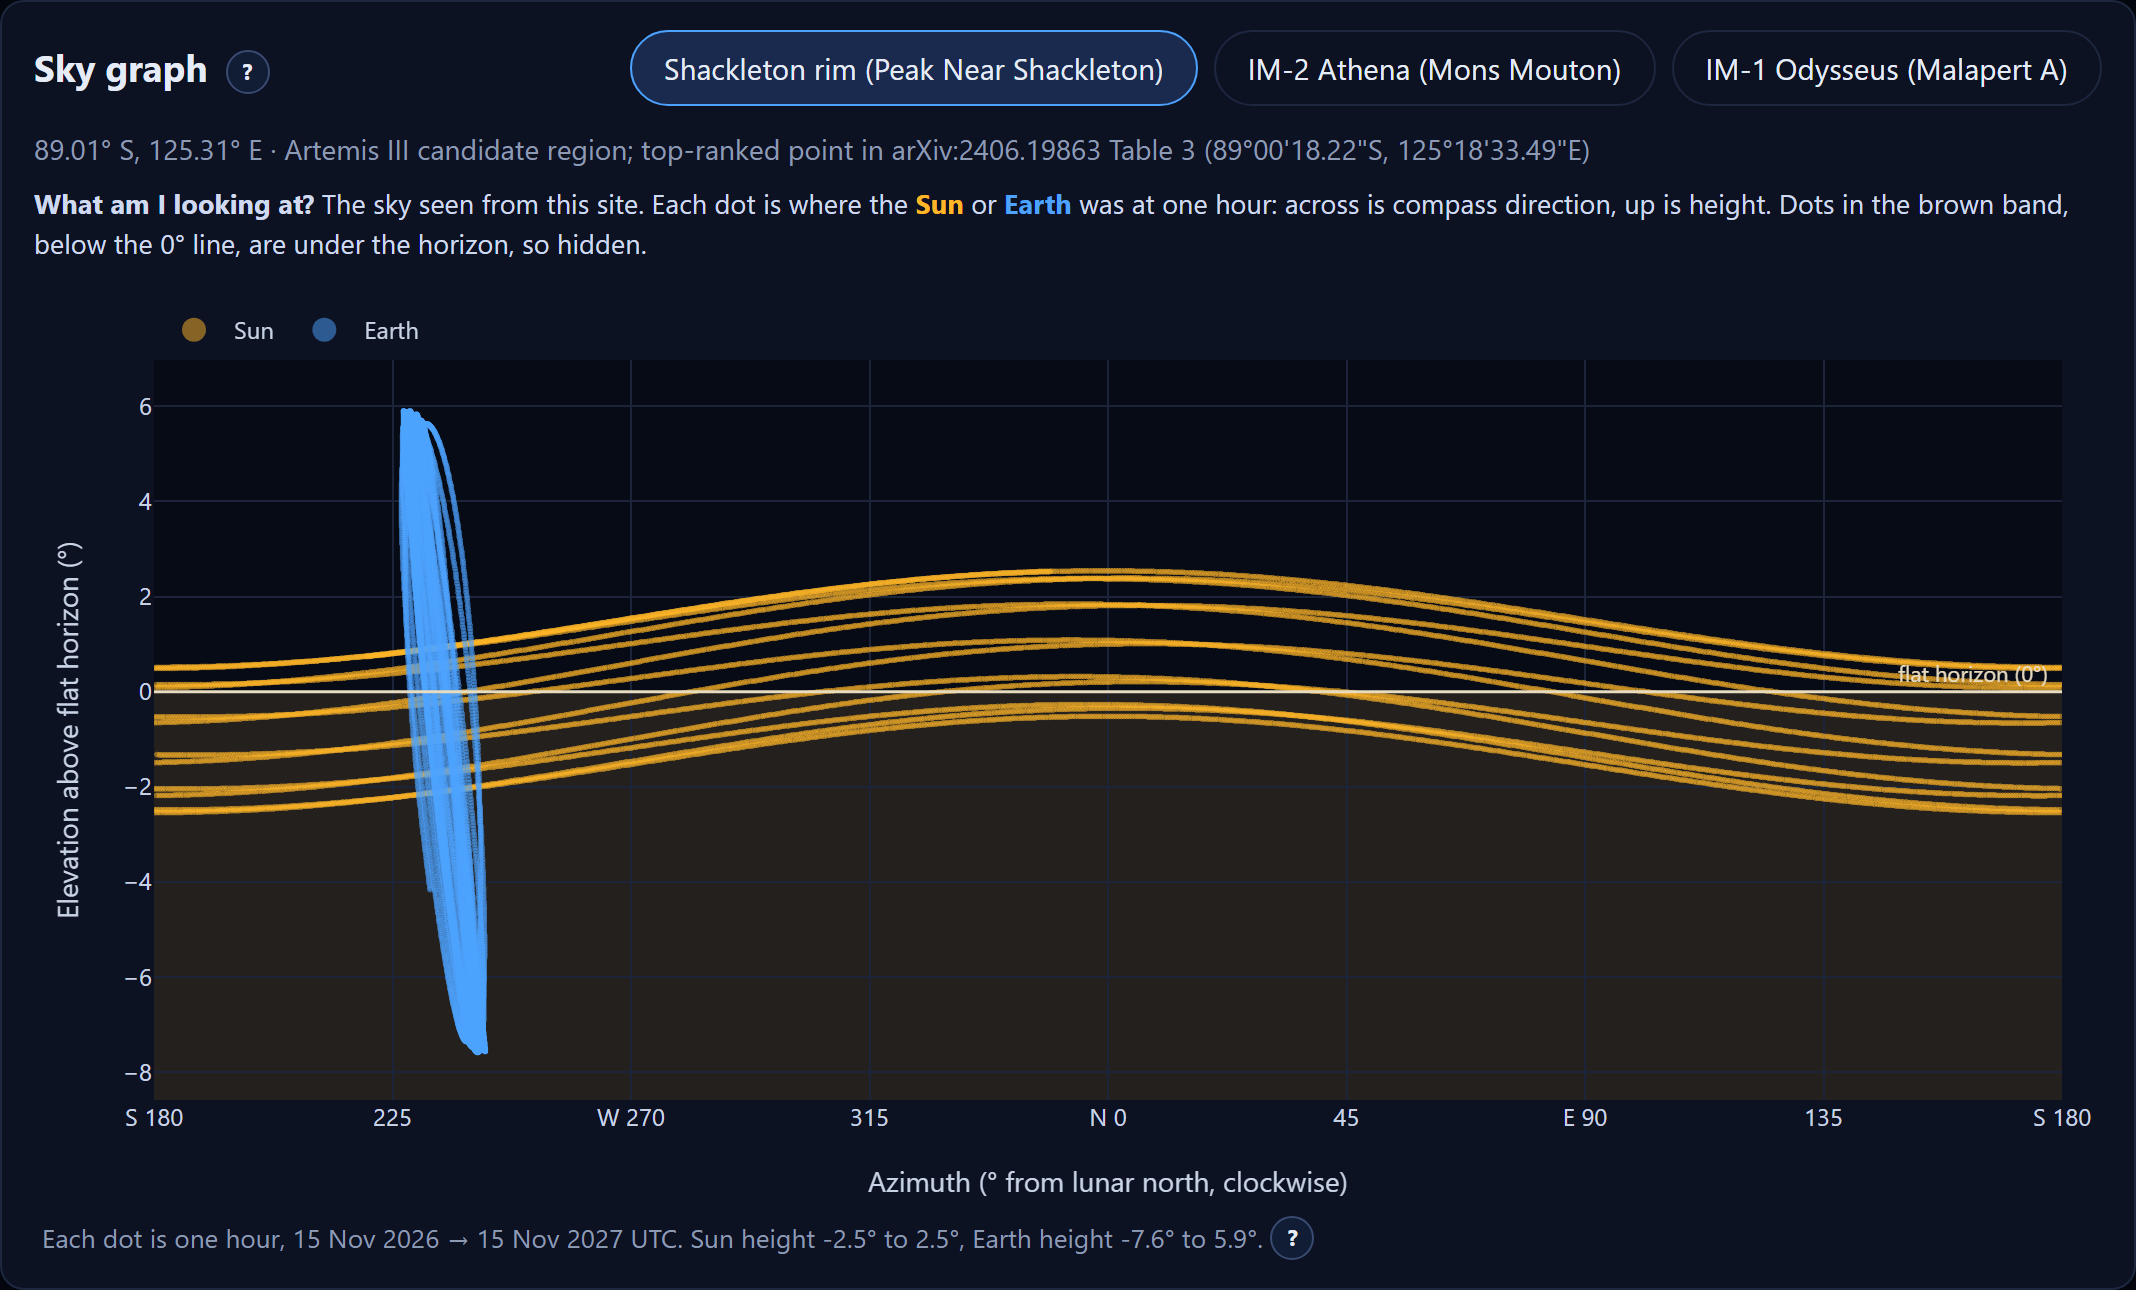 Sky graph ?
Shackleton rim (Peak Near Shackleton)
IM-2 Athena (Mons Mouton)
IM-1 Odysseus (Malapert A)
89.01° S, 125.31° E · Artemis III candidate region; top-ranked point in arXiv:2406.19863 Table 3 (89°00'18.22"S, 125°18'33.49"E)
What am I looking at? The sky seen from this site. Each dot is where the Sun or Earth was at one hour: across is compass direction, up is height. Dots in the brown band,
below the 0° line, are under the horizon, so hidden.
Sun
Earth
6
4
2
0
−2
−4
−6
−8
Elevation above flat horizon (°)
flat horizon (0°)
S 180
225
W 270
315
N 0
45
E 90
135
S 180
Azimuth (° from lunar north, clockwise)
Each dot is one hour, 15 Nov 2026 → 15 Nov 2027 UTC. Sun height -2.5° to 2.5°, Earth height -7.6° to 5.9°. ?